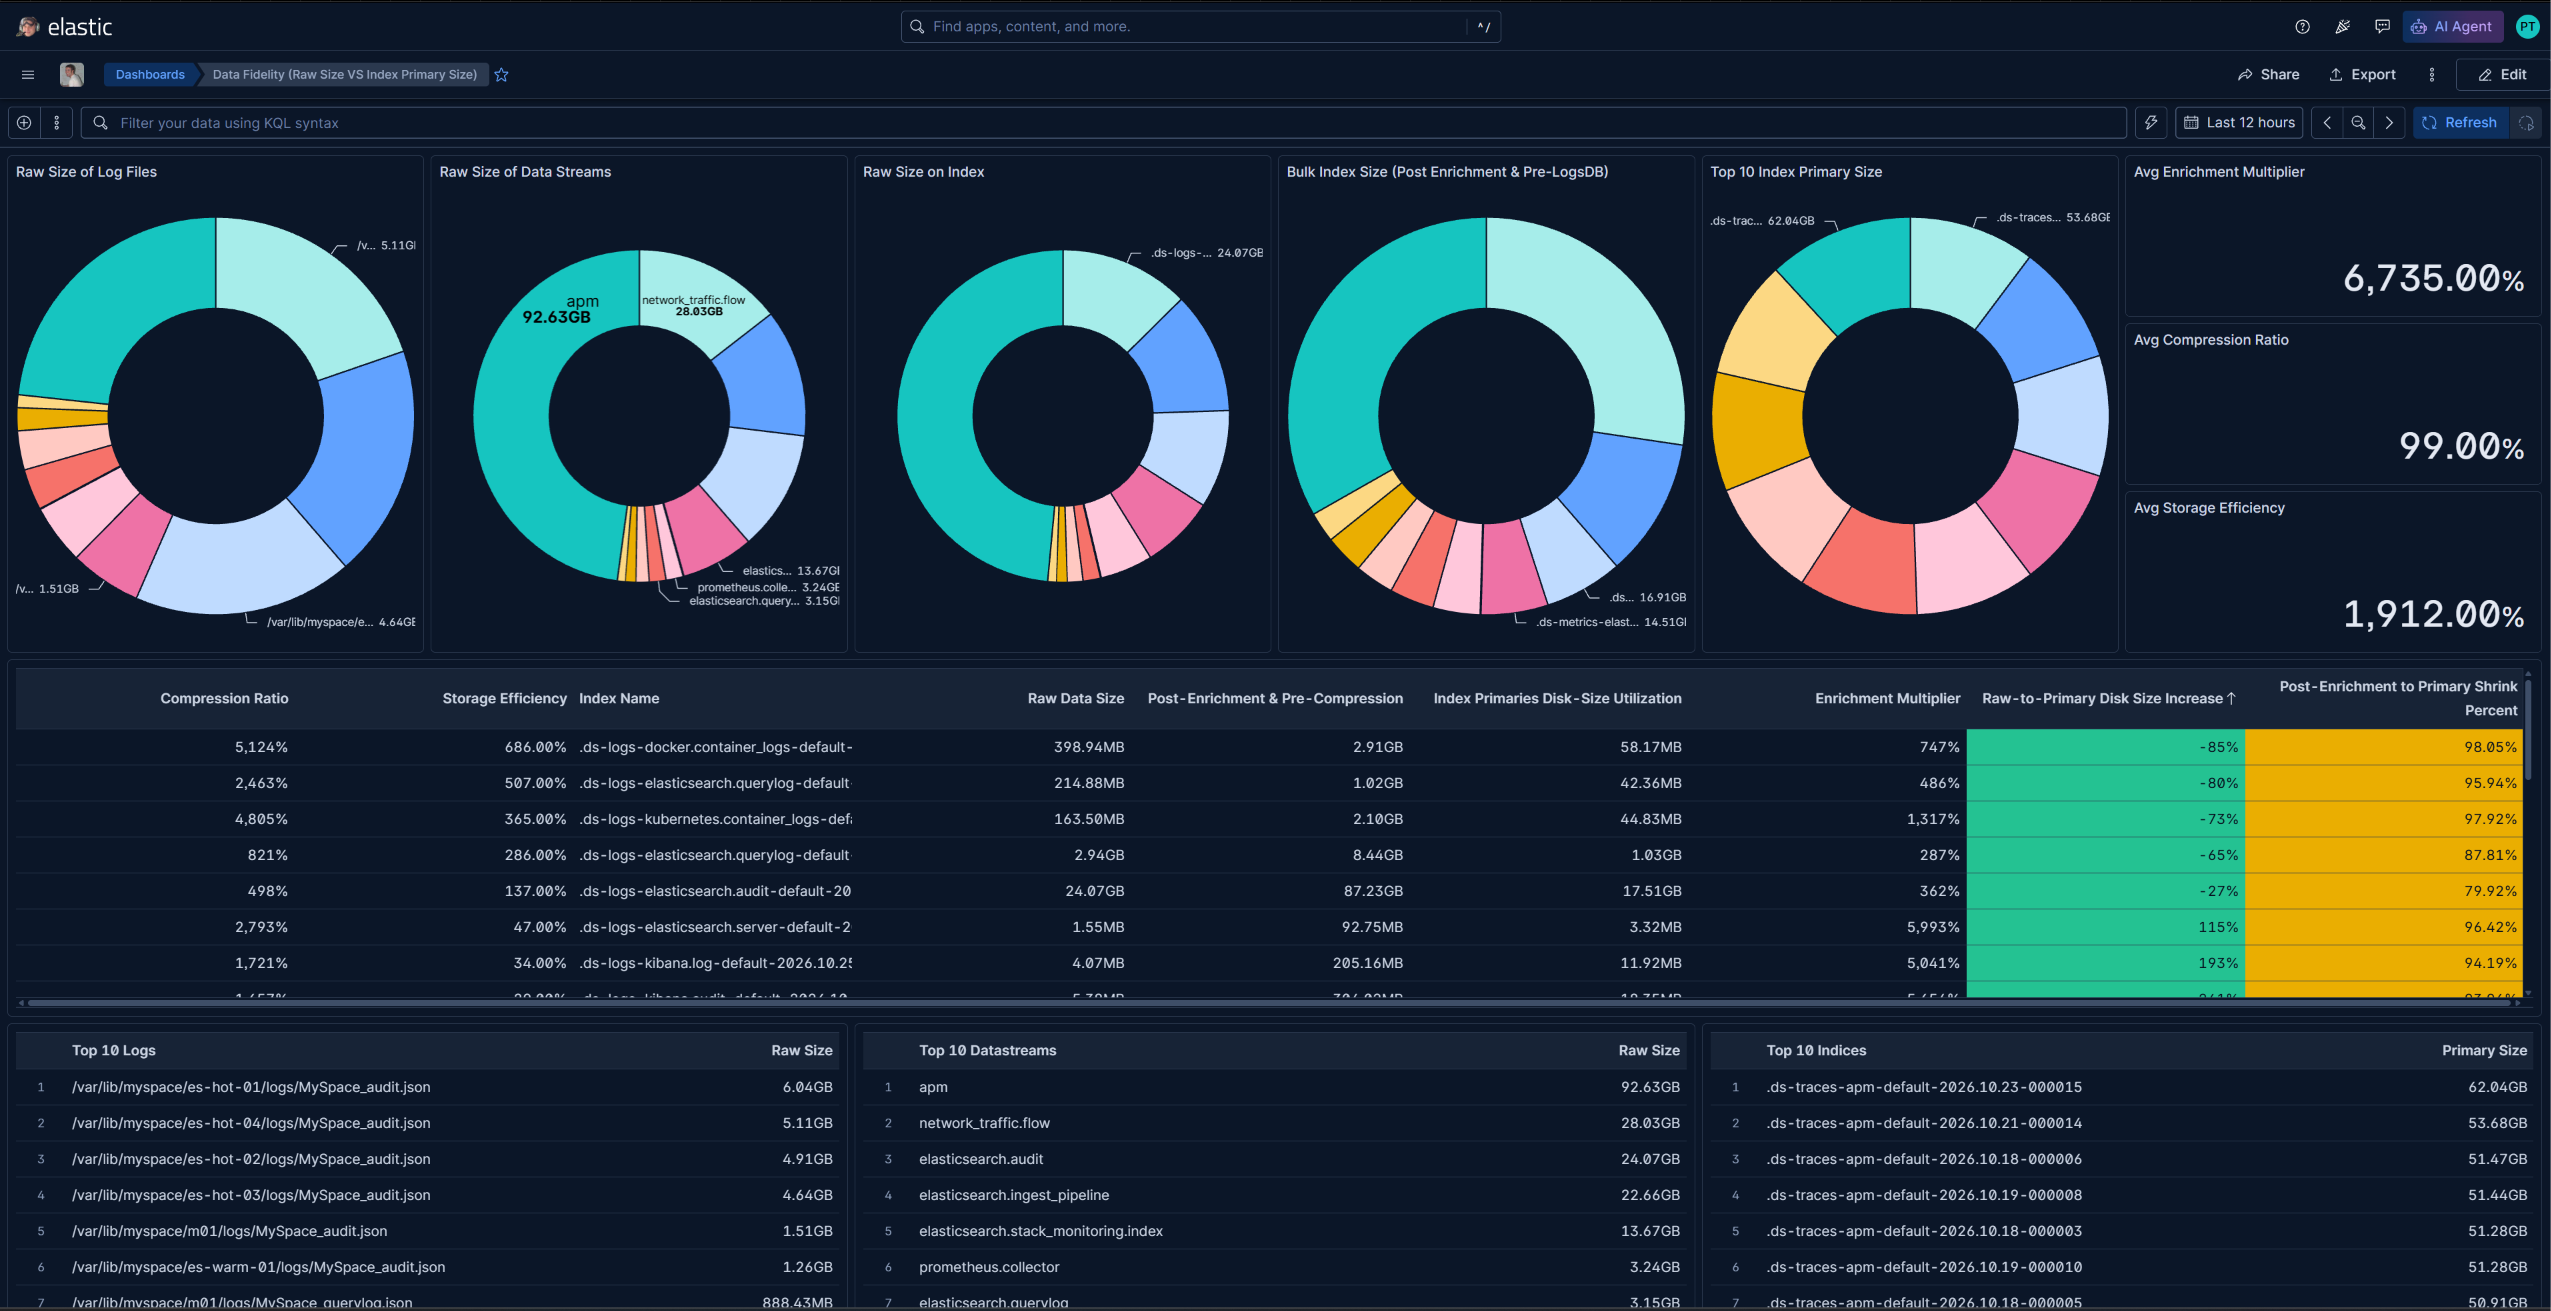 elastic
Find apps, content, and more.
^ /
AI Agent
PT
Dashboards
Data Fidelity (Raw Size VS Index Primary Size)
Share
Export
Edit
Filter your data using KQL syntax
Last 12 hours
Refresh
Raw Size of Log Files
/v... 5.11GB
/v... 1.51GB
/var/lib/myspace/e... 4.64GB
Raw Size of Data Streams
apm
92.63GB
network_traffic.flow
28.03GB
elastics... 13.67GB
prometheus.colle... 3.24GB
elasticsearch.query... 3.15GB
Raw Size on Index
.ds-logs-... 24.07GB
Bulk Index Size (Post Enrichment & Pre-LogsDB)
.ds... 16.91GB
.ds-metrics-elast... 14.51GB
Top 10 Index Primary Size
.ds-trac... 62.04GB
.ds-traces... 53.68GB
Avg Enrichment Multiplier
6,735.00%
Avg Compression Ratio
99.00%
Avg Storage Efficiency
1,912.00%
Compression Ratio Storage Efficiency Index Name Raw Data Size Post-Enrichment & Pre-Compression Index Primaries Disk-Size Utilization Enrichment Multiplier Raw-to-Primary Disk Size Increase ↑ Post-Enrichment to Primary Shrink Percent
5,124% 686.00% .ds-logs-docker.container_logs-default- 398.94MB 2.91GB 58.17MB 747% -85% 98.05%
2,463% 507.00% .ds-logs-elasticsearch.querylog-default- 214.88MB 1.02GB 42.36MB 486% -80% 95.94%
4,805% 365.00% .ds-logs-kubernetes.container_logs-defa 163.50MB 2.10GB 44.83MB 1,317% -73% 97.92%
821% 286.00% .ds-logs-elasticsearch.querylog-default- 2.94GB 8.44GB 1.03GB 287% -65% 87.81%
498% 137.00% .ds-logs-elasticsearch.audit-default-20 24.07GB 87.23GB 17.51GB 362% -27% 79.92%
2,793% 47.00% .ds-logs-elasticsearch.server-default-2 1.55MB 92.75MB 3.32MB 5,993% 115% 96.42%
1,721% 34.00% .ds-logs-kibana.log-default-2026.10.25 4.07MB 205.16MB 11.92MB 5,041% 193% 94.19%
.ds-logs-kibana.audit-default-2026.10
Top 10 Logs Raw Size
1 /var/lib/myspace/es-hot-01/logs/MySpace_audit.json 6.04GB
2 /var/lib/myspace/es-hot-04/logs/MySpace_audit.json 5.11GB
3 /var/lib/myspace/es-hot-02/logs/MySpace_audit.json 4.91GB
4 /var/lib/myspace/es-hot-03/logs/MySpace_audit.json 4.64GB
5 /var/lib/myspace/m01/logs/MySpace_audit.json 1.51GB
6 /var/lib/myspace/es-warm-01/logs/MySpace_audit.json 1.26GB
7 /var/lib/myspace/m01/logs/MySpace_querylog.json 888.43MB
Top 10 Datastreams Raw Size
1 apm 92.63GB
2 network_traffic.flow 28.03GB
3 elasticsearch.audit 24.07GB
4 elasticsearch.ingest_pipeline 22.66GB
5 elasticsearch.stack_monitoring.index 13.67GB
6 prometheus.collector 3.24GB
7 elasticsearch.querylog 3.15GB
Top 10 Indices Primary Size
1 .ds-traces-apm-default-2026.10.23-000015 62.04GB
2 .ds-traces-apm-default-2026.10.21-000014 53.68GB
3 .ds-traces-apm-default-2026.10.18-000006 51.47GB
4 .ds-traces-apm-default-2026.10.19-000008 51.44GB
5 .ds-traces-apm-default-2026.10.18-000003 51.28GB
6 .ds-traces-apm-default-2026.10.19-000010 51.28GB
7 .ds-traces-apm-default-2026.10.18-000005 50.91GB